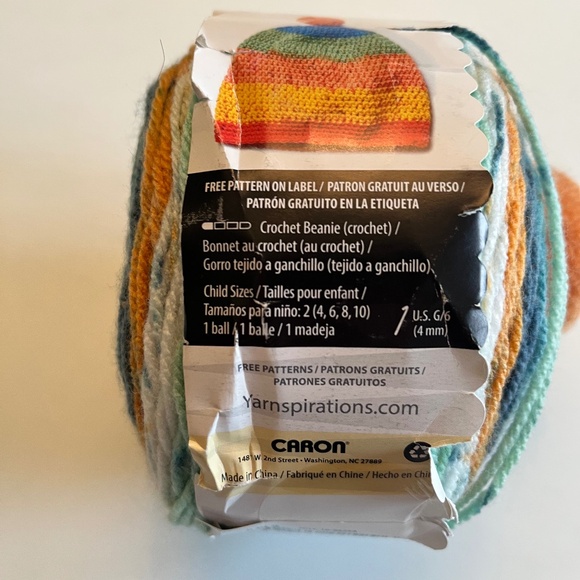 FREE PATTERN ON LABEL / PATRON GRATUIT AU VERSO /
PATRÓN GRATUITO EN LA ETIQUETA
Crochet Beanie (crochet) /
Bonnet au crochet (au crochet) /
Gorro tejido a ganchillo (tejido a ganchillo)
Child Sizes / Tailles pour enfant /
Tamaños para niño: 2 (4, 6, 8, 10)
1 ball / 1 balle / 1 madeja
U.S. G/6
(4 mm)
FREE PATTERNS / PATRONS GRATUITS /
PATRONES GRATUITOS
Yarnspirations.com
CARON
1481 W 2nd Street • Washington, NC 27889
Made in China / Fabriqué en Chine / Hecho en Chi